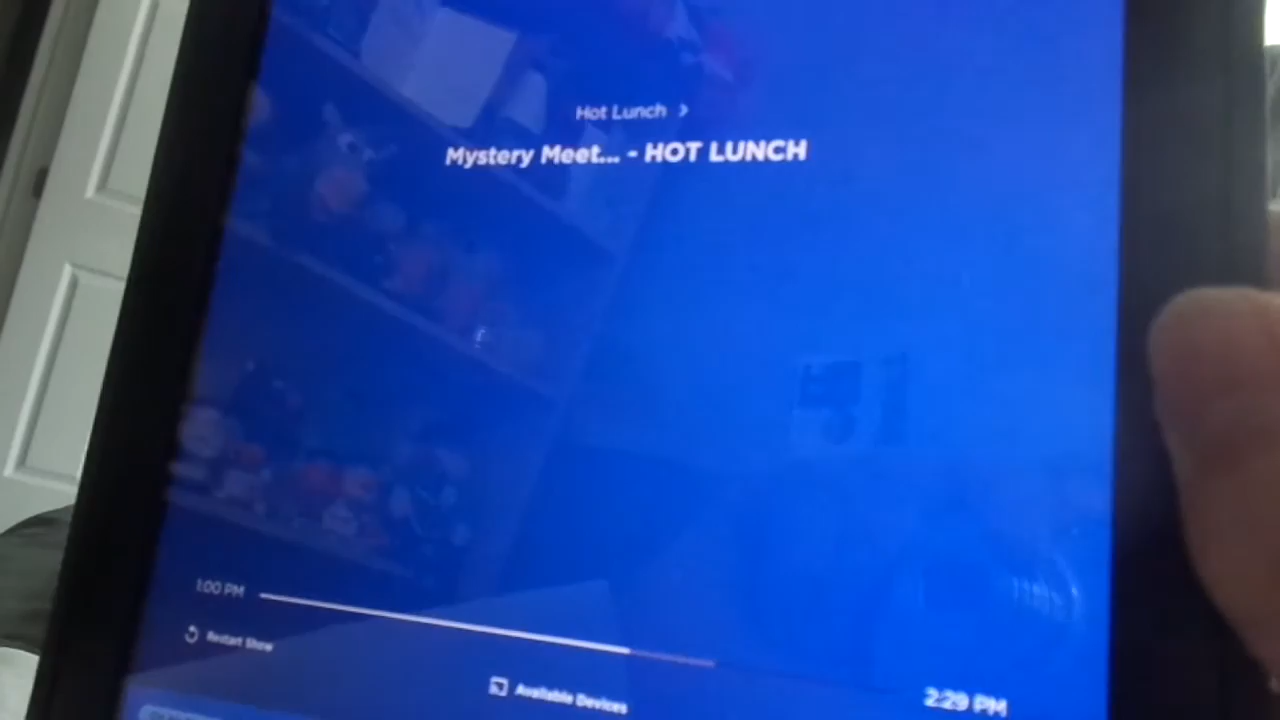 Hot Lunch
Mystery Meet... - HOT LUNCH
1:00 PM
Restart Show
Available Devices
2:29 PM